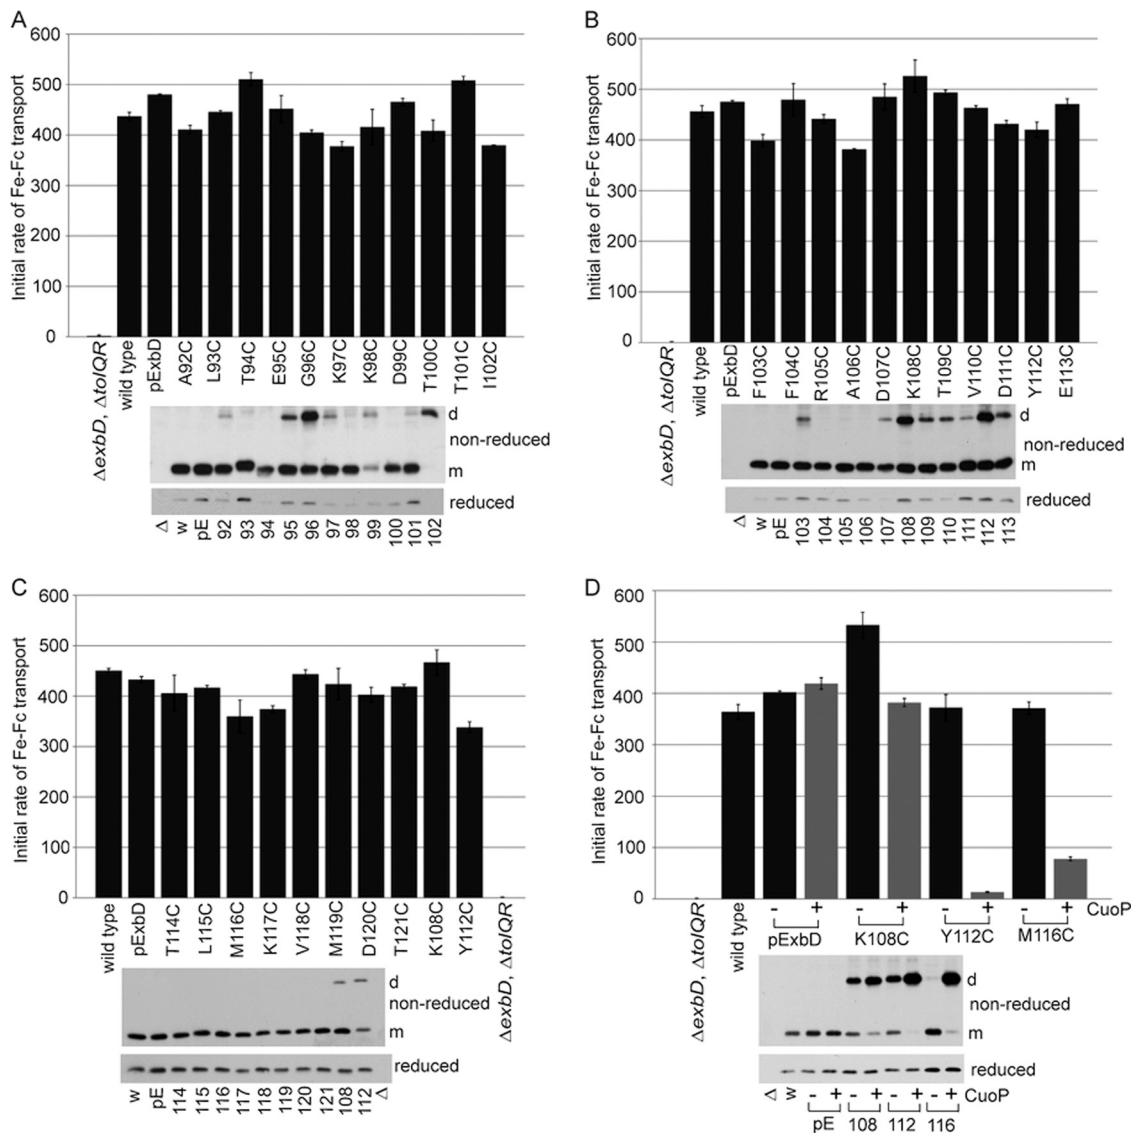 A
Initial rate of Fe-Fc transport
600
500
400
300
200
100
0
ΔexbD, ΔtolQR
wild type
pExbD
A92C
L93C
T94C
E95C
G96C
K97C
K98C
D99C
T100C
T101C
I102C
d
non-reduced
m
reduced
Δ
w
pE
92
93
94
95
96
97
98
99
100
101
102
B
Initial rate of Fe-Fc transport
600
500
400
300
200
100
0
ΔexbD, ΔtolQR
wild type
pExbD
F103C
F104C
R105C
A106C
D107C
K108C
T109C
V110C
D111C
Y112C
E113C
d
non-reduced
m
reduced
Δ
w
pE
103
104
105
106
107
108
109
110
111
112
113
C
Initial rate of Fe-Fc transport
600
500
400
300
200
100
0
wild type
pExbD
T114C
L115C
M116C
K117C
V118C
M119C
D120C
T121C
K108C
Y112C
ΔexbD, ΔtolQR
d
non-reduced
m
reduced
w
pE
114
115
116
117
118
119
120
121
108
112
Δ
D
Initial rate of Fe-Fc transport
600
500
400
300
200
100
0
ΔexbD, ΔtolQR
wild type
- + - + - + - + CuoP
pExbD K108C Y112C M116C
d
non-reduced
m
reduced
Δ w - + - + - + - + CuoP
pE 108 112 116